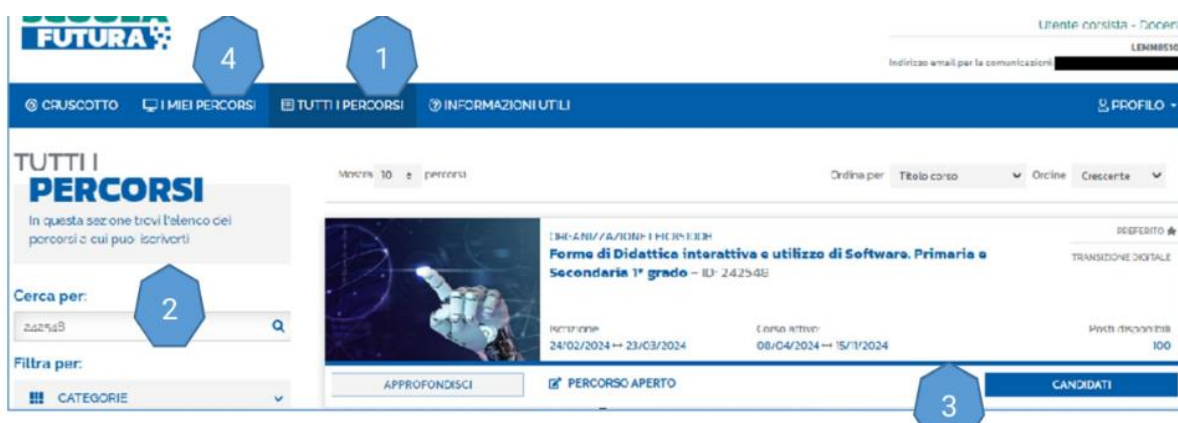 SCUOLA
FUTURA
4
1
Utente corsista - Docen
Indirizzo email per la comunicazioni:
CRUSCOTTO
I MIEI PERCORSI
TUTTI I PERCORSI
INFORMAZIONI UTILI
PROFILO
TUTTI I
PERCORSI
In questa sezione trovi l'elenco dei
percorsi a cui puoi iscriverti
Mostra 10 percorsi
Ordina per Titolo corso
Ordine Crescente
Cerca per:
2
242548
Filtra per:
CATEGORIE
Forme di Didattica interattiva e utilizzo di Software. Primaria e
Secondaria 1° grado – ID: 242548
PREFERITO
TRANSIZIONE DIGITALE
Iscrizione:
24/02/2024 ↔ 23/03/2024
Corso attivo:
08/04/2024 ↔ 15/11/2024
Posti disponibili
100
APPROFONDISCI
PERCORSO APERTO
3
CANDIDATI